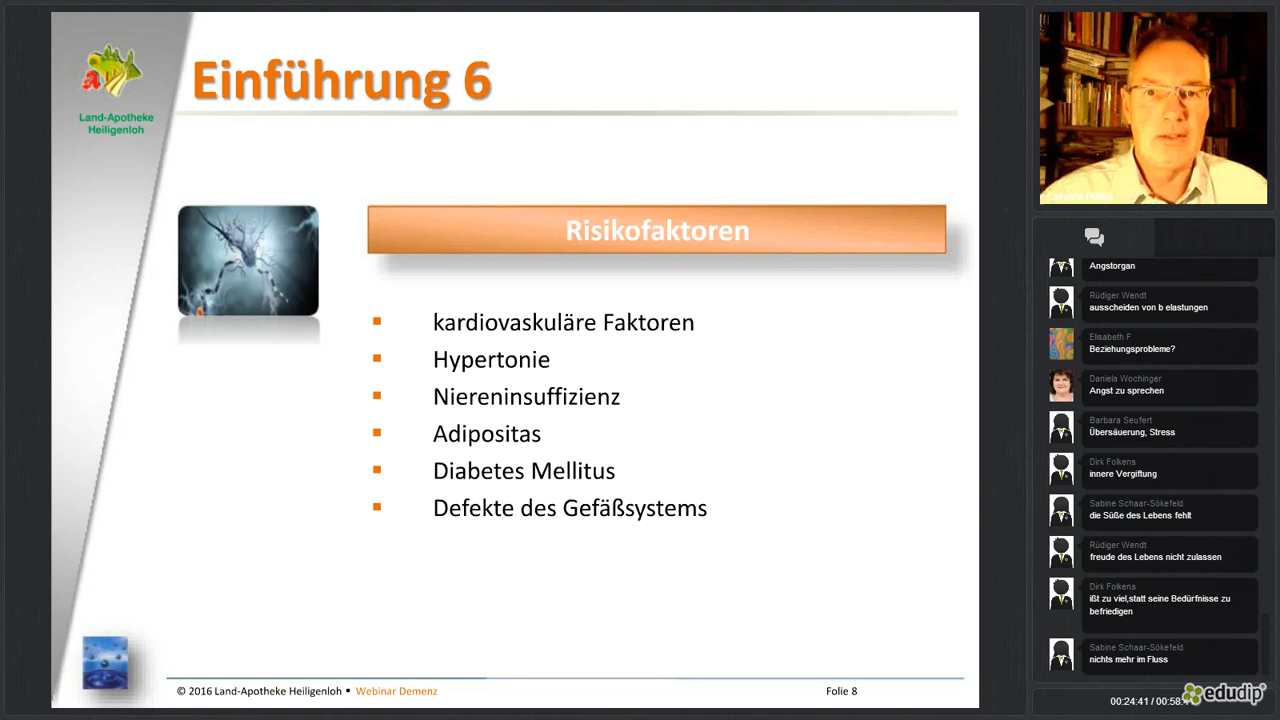 Land-Apotheke
Heiligenloh
Einführung 6
Risikofaktoren
kardiovaskuläre Faktoren
Hypertonie
Niereninsuffizienz
Adipositas
Diabetes Mellitus
Defekte des Gefäßsystems
© 2016 Land-Apotheke Heiligenloh ▪ Webinar Demenz
Folie 8
Angstorgan
Rüdiger Wendt
ausscheiden von b elastungen
Elisabeth F
Beziehungsprobleme?
Daniela Wochinger
Angst zu sprechen
Barbara Seufert
Übersäuerung, Stress
Dirk Folkens
innere Vergiftung
Sabine Schaar-Sökefeld
die Süße des Lebens fehlt
Rüdiger Wendt
freude des Lebens nicht zulassen
Dirk Folkens
ißt zu viel,statt seine Bedürfnisse zu
befriedigen
Sabine Schaar-Sökefeld
nichts mehr im Fluss
00:24:41 /
edudip